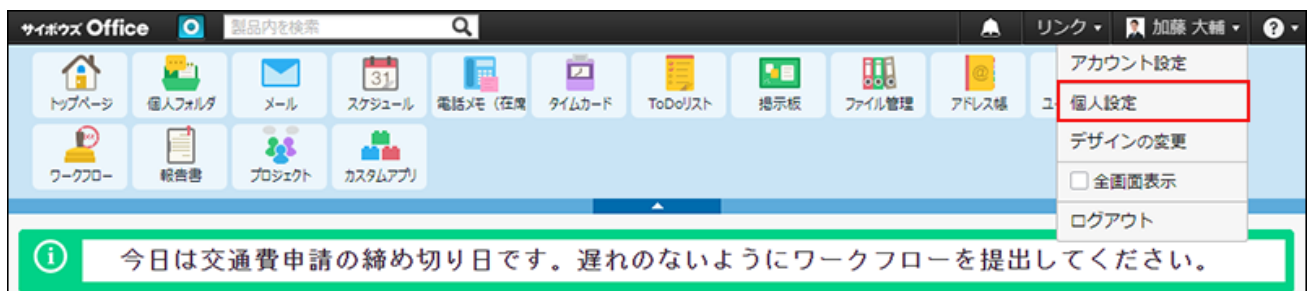 サイボウズ Office 製品内を検索 リンク 加藤 大輔 ?
トップページ 個人フォルダ メール スケジュール 電話メモ（在席 タイムカード ToDoリスト 掲示板 ファイル管理 アドレス帳 ユ
ワークフロー 報告書 プロジェクト カスタムアプリ
アカウント設定
個人設定
デザインの変更
全画面表示
ログアウト
今日は交通費申請の締め切り日です。遅れのないようにワークフローを提出してください。